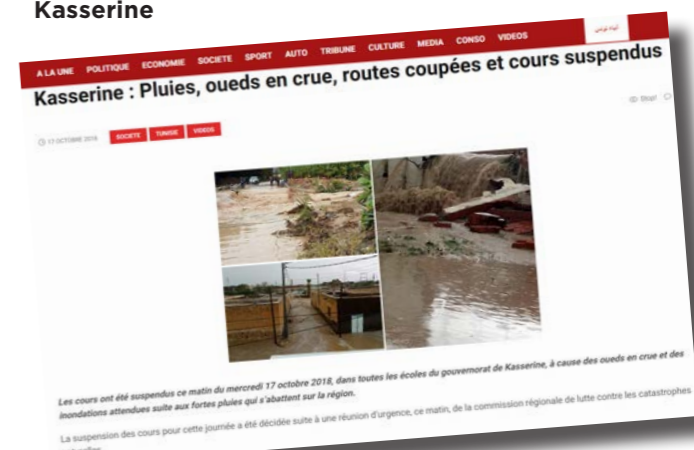 Kasserine
A LA UNE POLITIQUE ECONOMIE SOCIETE SPORT AUTO TRIBUNE CULTURE MEDIA CONSO VIDEOS
Kasserine : Pluies, oueds en crue, routes coupées et cours suspendus
17 OCTOBRE 2018 SOCIETE TUNISIE VIDEOS
Les cours ont été suspendus ce matin du mercredi 17 octobre 2018, dans toutes les écoles du gouvernorat de Kasserine, à cause des oueds en crue et des
inondations attendues suite aux fortes pluies qui s'abattent sur la région.
La suspension des cours pour cette journée a été décidée suite à une réunion d'urgence, ce matin, de la commission régionale de lutte contre les catastrophes